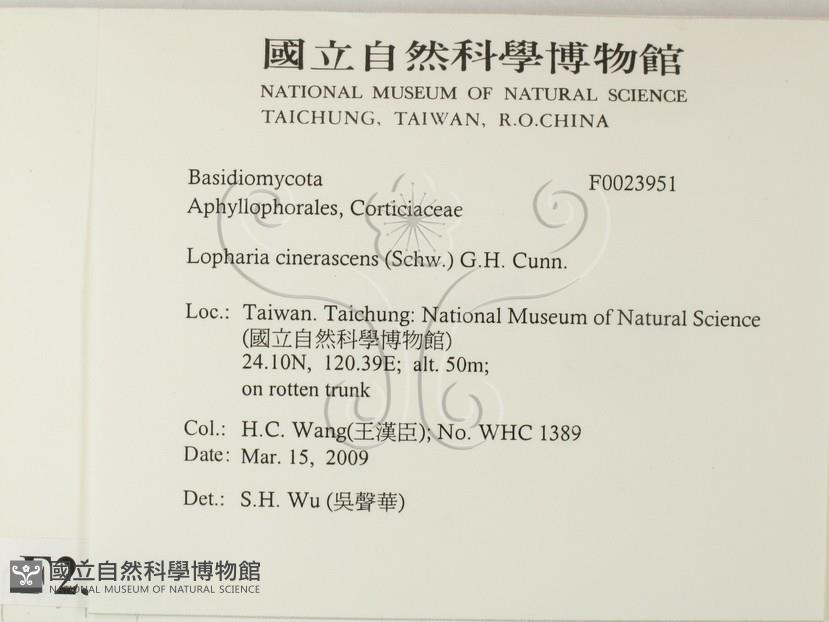 國立自然科學博物館
NATIONAL MUSEUM OF NATURAL SCIENCE
TAICHUNG, TAIWAN, R.O.CHINA
Basidiomycota F0023951
Aphyllophorales, Corticiaceae
Lopharia cinerascens (Schw.) G.H. Cunn.
Loc.: Taiwan. Taichung: National Museum of Natural Science
(國立自然科學博物館)
24.10N, 120.39E; alt. 50m;
on rotten trunk
Col.: H.C. Wang(王漢臣); No. WHC 1389
Date: Mar. 15, 2009
Det.: S.H. Wu (吳聲華)
國立自然科學博物館
NATIONAL MUSEUM OF NATURAL SCIENCE